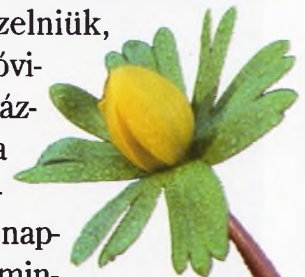 zelniük,
óvi-
áz-
a
-
nap-
min-